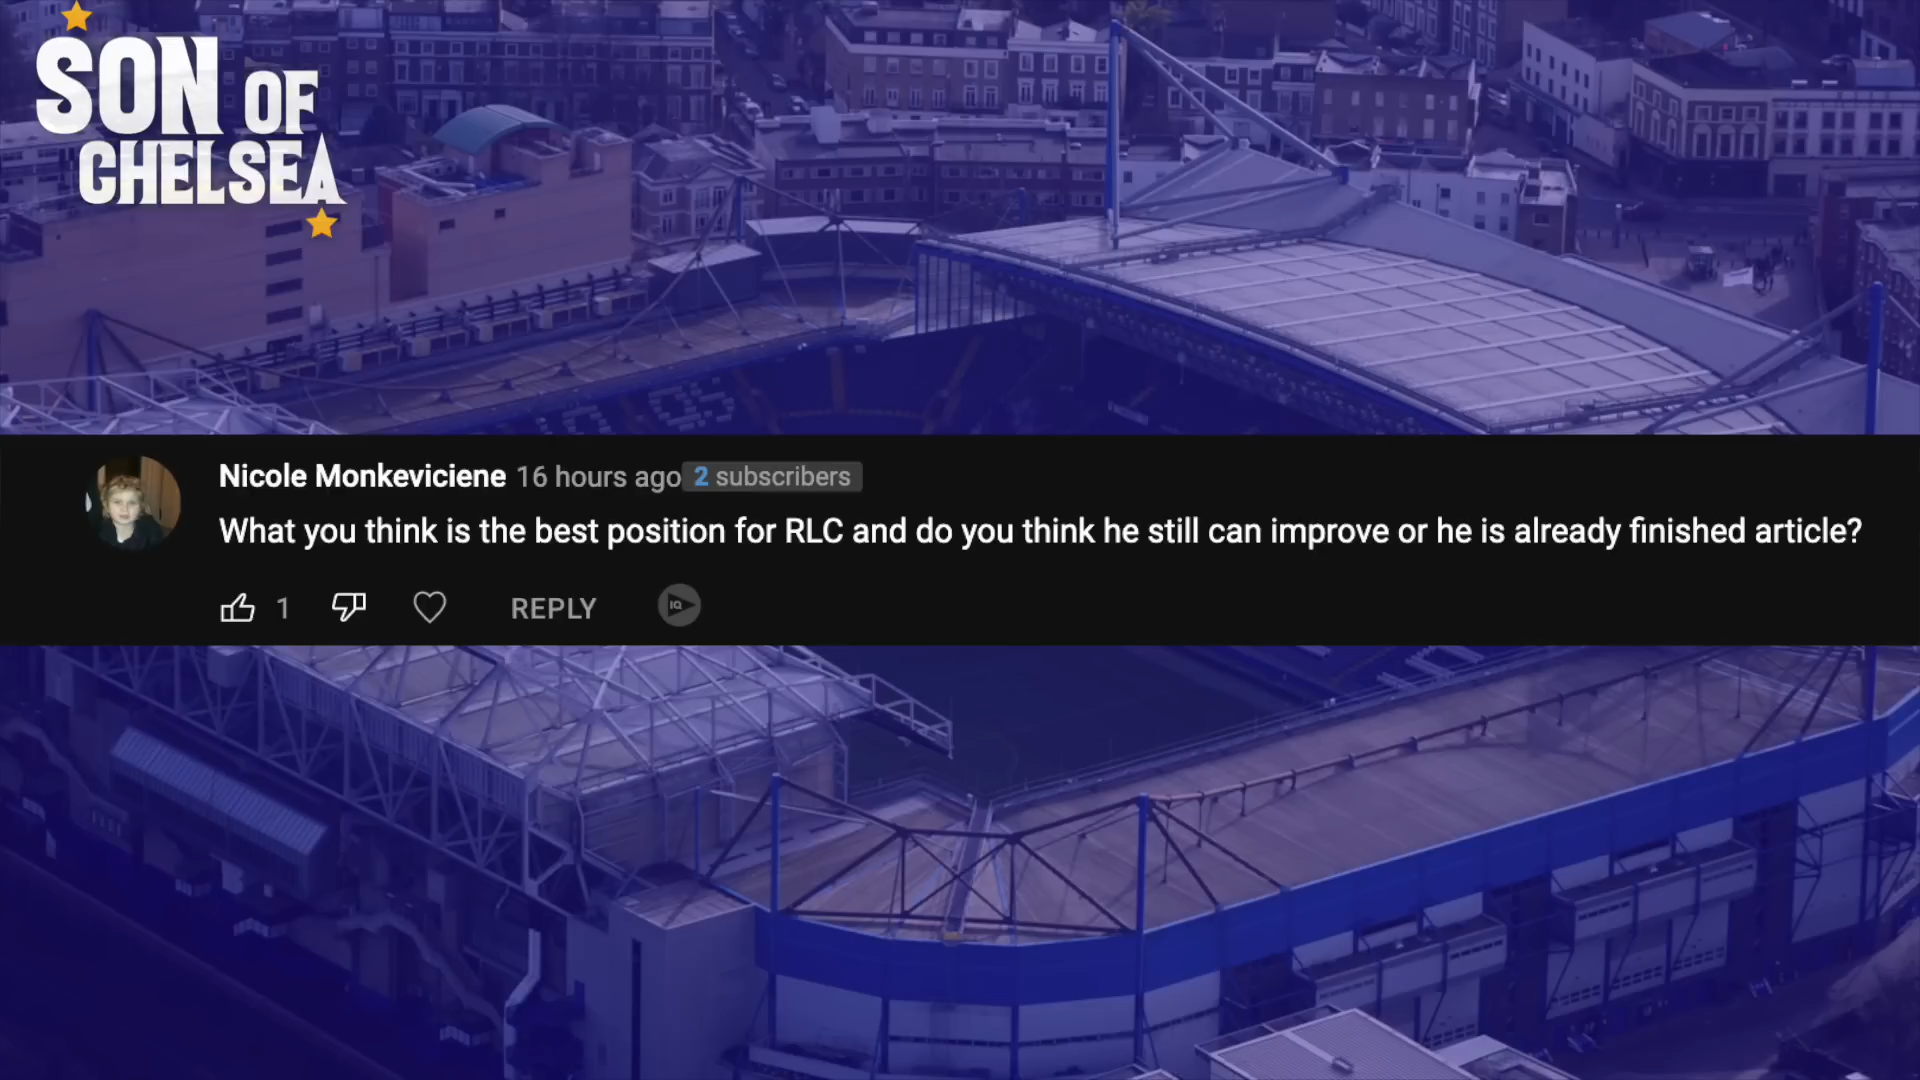 SON OF
CHELSEA
Nicole Monkeviciene 16 hours ago 2 subscribers
What you think is the best position for RLC and do you think he still can improve or he is already finished article?
1 REPLY IQ